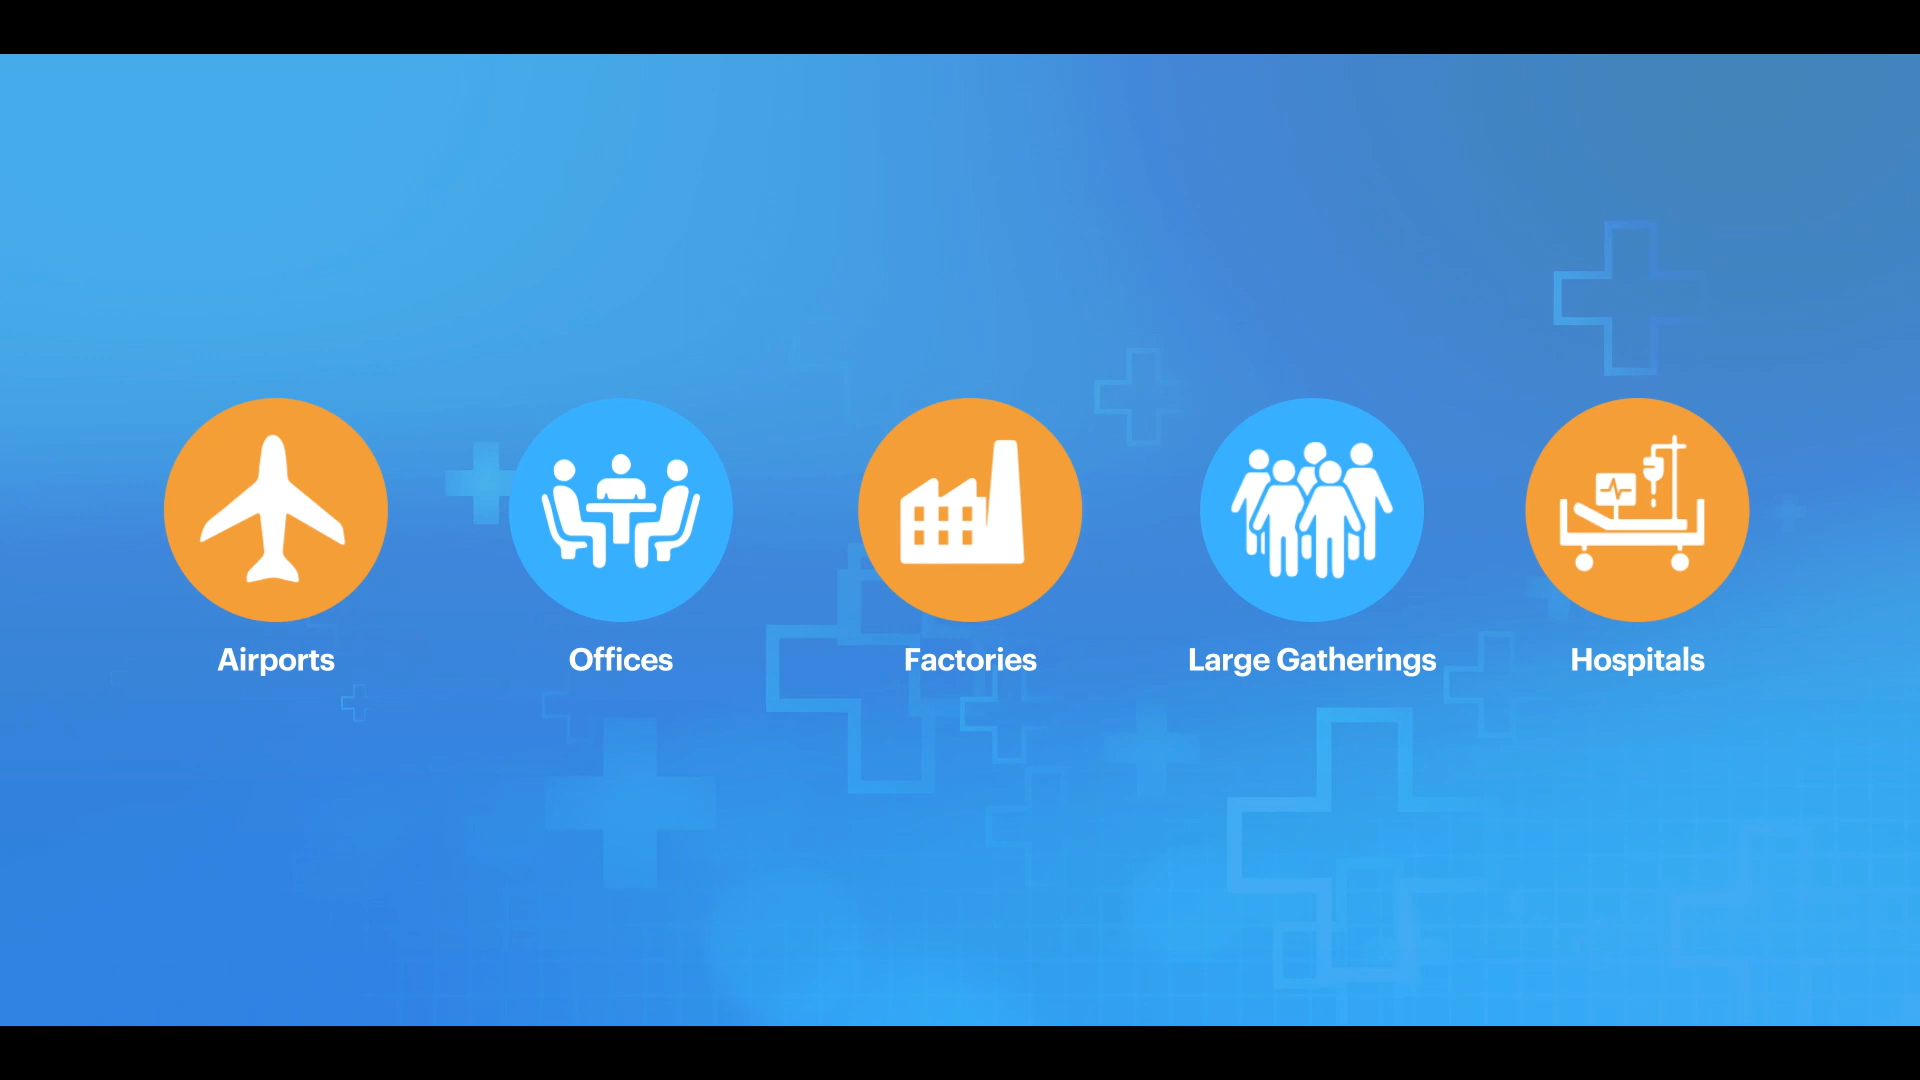 Airports
Offices
Factories
Large Gatherings
Hospitals